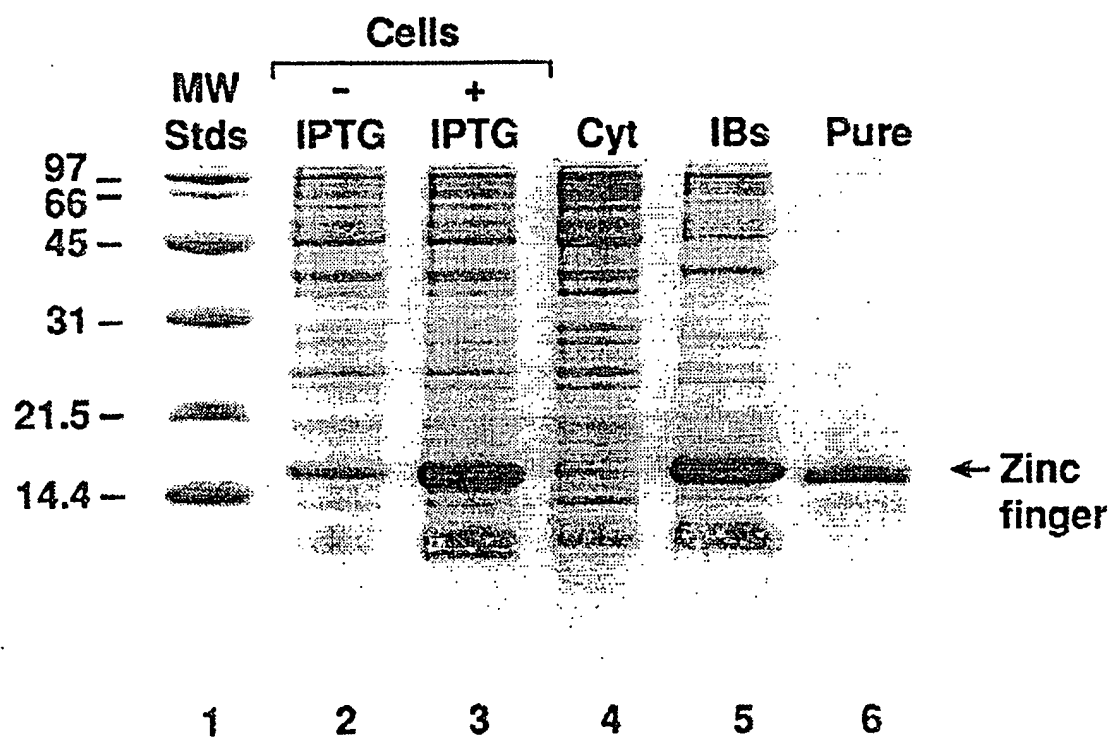 Cells
MW Stds
- IPTG
+ IPTG
Cyt
IBs
Pure
97 –
66 –
45 –
31 –
21.5 –
14.4 –
← Zinc finger
1 2 3 4 5 6